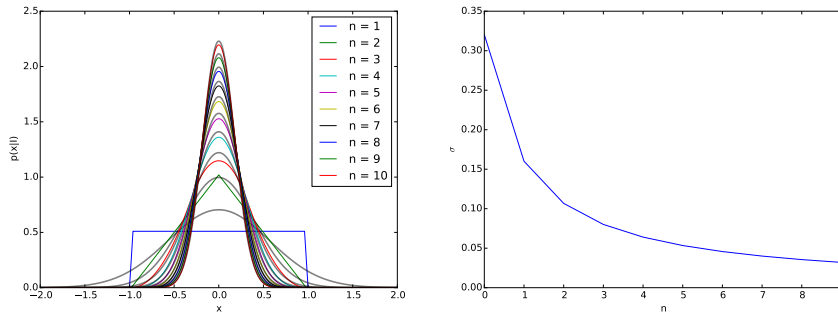 2.5
2.0
1.5
1.0
0.5
0.0
p(x|I)
−2.0 −1.5 −1.0 −0.5 0.0 0.5 1.0 1.5 2.0
x
n = 1
n = 2
n = 3
n = 4
n = 5
n = 6
n = 7
n = 8
n = 9
n = 10
0.35
0.30
0.25
0.20
0.15
0.10
0.05
0.00
σ
0 1 2 3 4 5 6 7 8
n